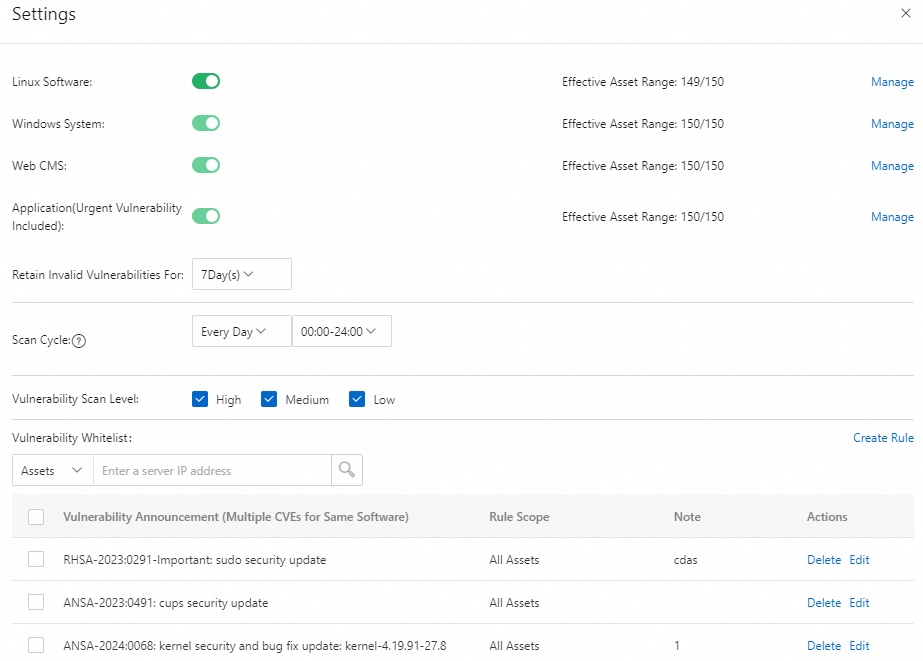 Settings
Linux Software: Effective Asset Range: 149/150 Manage
Windows System: Effective Asset Range: 150/150 Manage
Web CMS: Effective Asset Range: 150/150 Manage
Application(Urgent Vulnerability
Included): Effective Asset Range: 150/150 Manage
Retain Invalid Vulnerabilities For: 7Day(s)
Scan Cycle: ? Every Day 00:00-24:00
Vulnerability Scan Level: High Medium Low
Vulnerability Whitelist: Create Rule
Assets Enter a server IP address
Vulnerability Announcement (Multiple CVEs for Same Software) Rule Scope Note Actions
RHSA-2023:0291-Important: sudo security update All Assets cdas Delete Edit
ANSA-2023:0491: cups security update All Assets Delete Edit
ANSA-2024:0068: kernel security and bug fix update: kernel-4.19.91-27.8 All Assets 1 Delete Edit